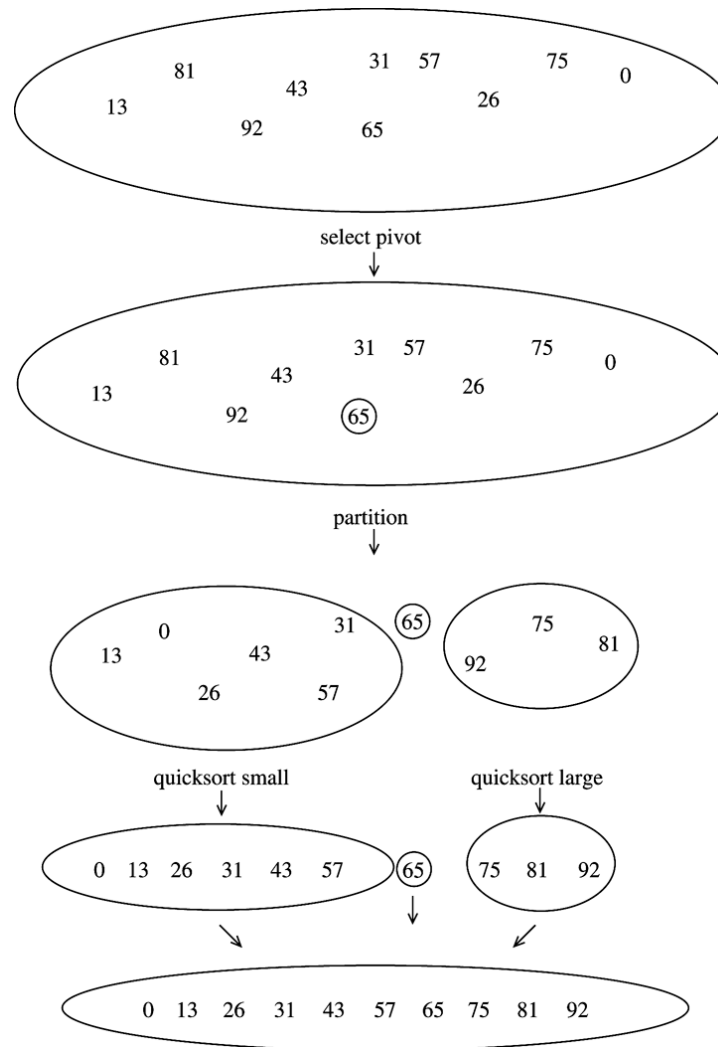 31 57 75
81 0
43
26
13
92 65
select pivot
31 57 75
81 0
43
26
13
92 65
partition
65
31 75
0
81
13 43
92
26 57
quicksort small quicksort large
0 13 26 31 43 57 65 75 81 92
0 13 26 31 43 57 65 75 81 92